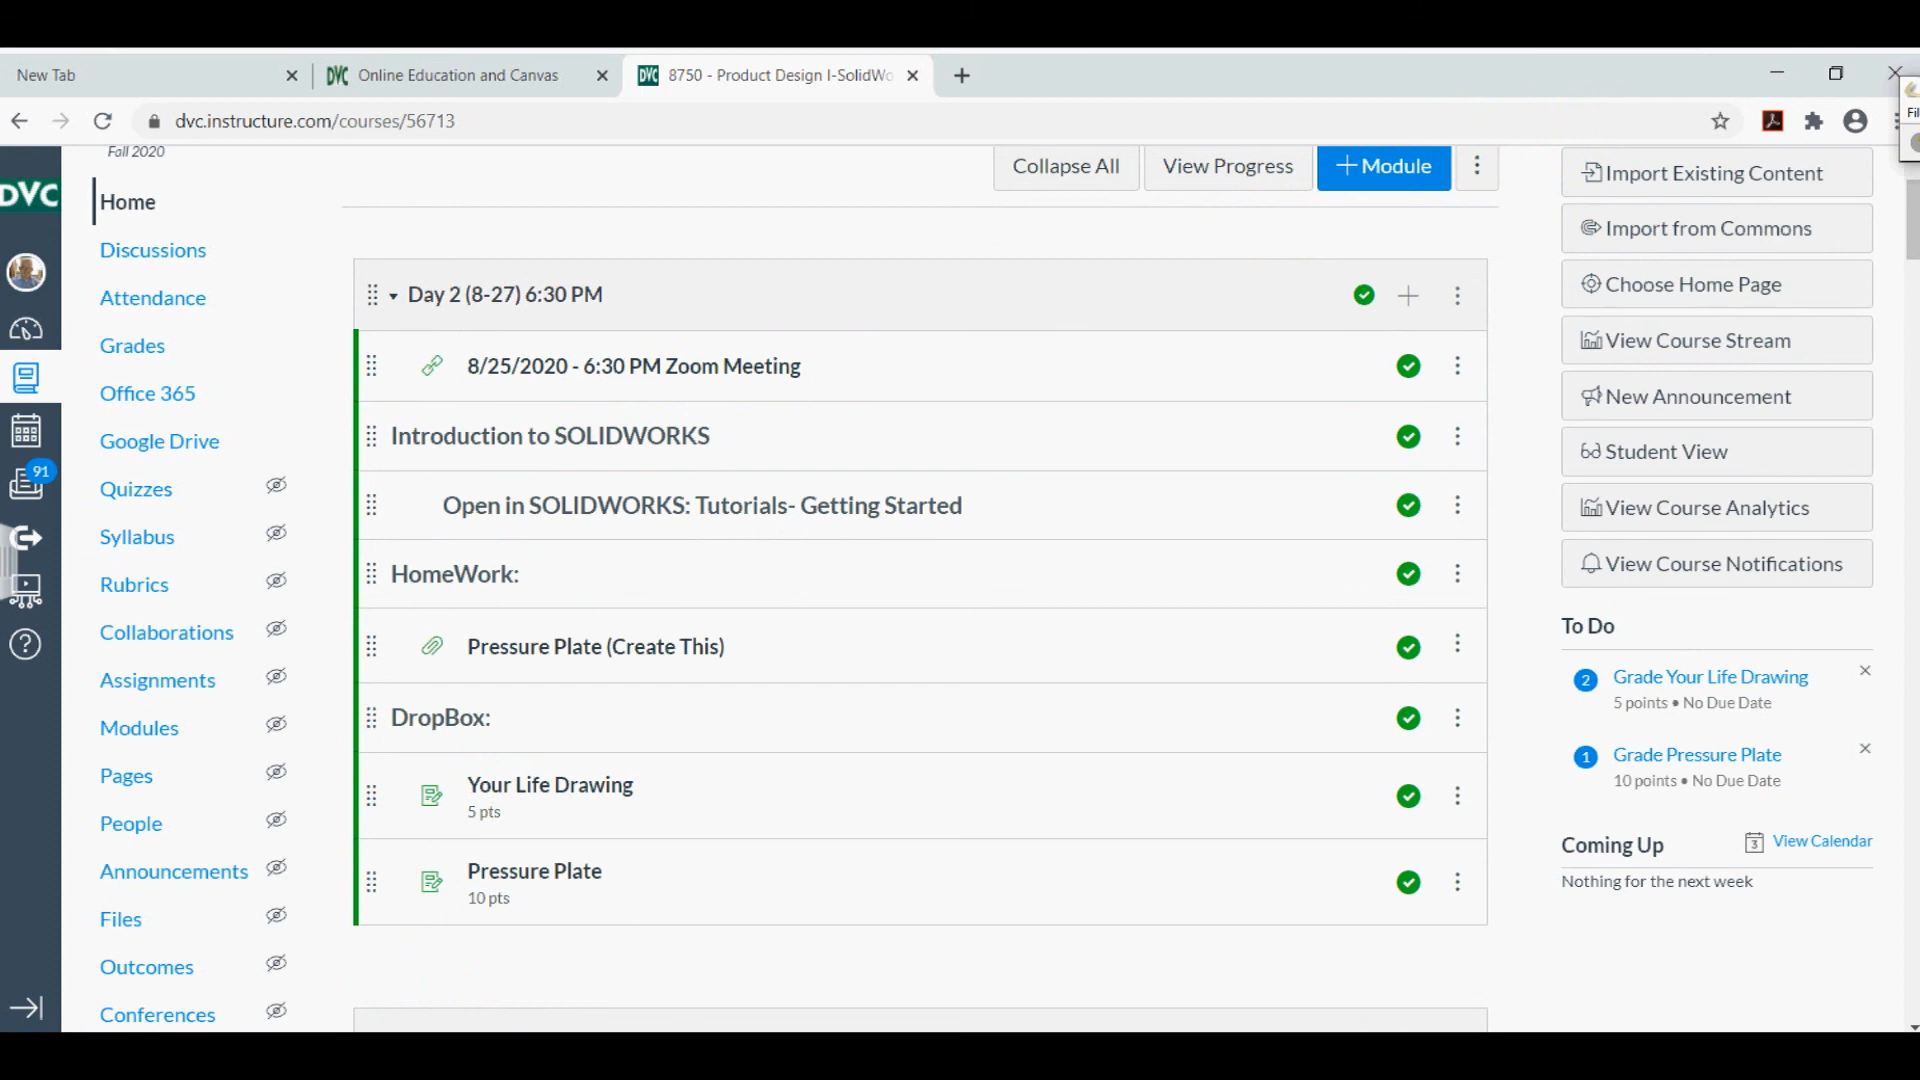 New Tab
DVC Online Education and Canvas
DVC 8750 - Product Design I-SolidWo
dvc.instructure.com/courses/56713
Fil
DVC
91
Fall 2020
Home
Discussions
Attendance
Grades
Office 365
Google Drive
Quizzes
Syllabus
Rubrics
Collaborations
Assignments
Modules
Pages
People
Announcements
Files
Outcomes
Conferences
Collapse All
View Progress
+ Module
Day 2 (8-27) 6:30 PM
8/25/2020 - 6:30 PM Zoom Meeting
Introduction to SOLIDWORKS
Open in SOLIDWORKS: Tutorials- Getting Started
HomeWork:
Pressure Plate (Create This)
DropBox:
Your Life Drawing
5 pts
Pressure Plate
10 pts
Import Existing Content
Import from Commons
Choose Home Page
View Course Stream
New Announcement
Student View
View Course Analytics
View Course Notifications
To Do
2 Grade Your Life Drawing
5 points • No Due Date
1 Grade Pressure Plate
10 points • No Due Date
Coming Up
3 View Calendar
Nothing for the next week